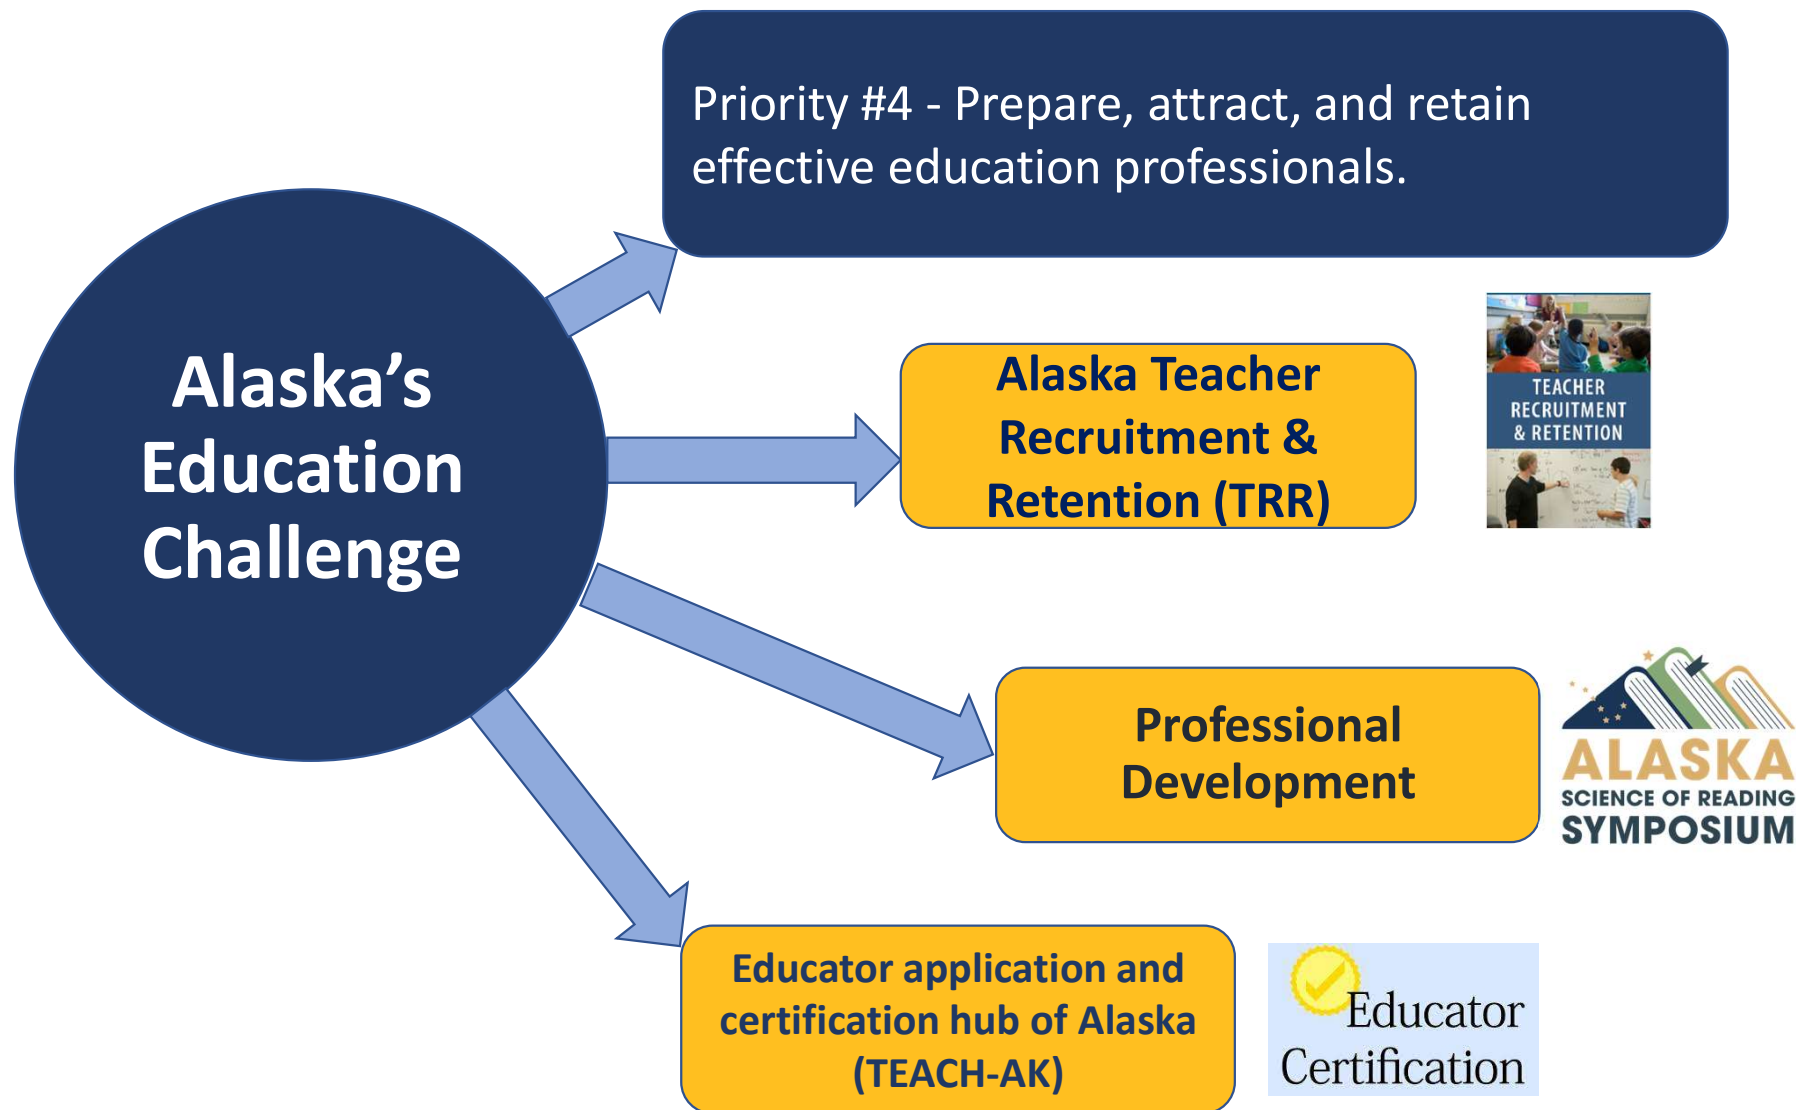 Priority #4 - Prepare, attract, and retain
effective education professionals.
Alaska's
Education
Challenge
Alaska Teacher
Recruitment &
Retention (TRR)
TEACHER
RECRUITMENT
& RETENTION
Professional
Development
ALASKA
SCIENCE OF READING
SYMPOSIUM
Educator application and
certification hub of Alaska
(TEACH-AK)
Educator
Certification